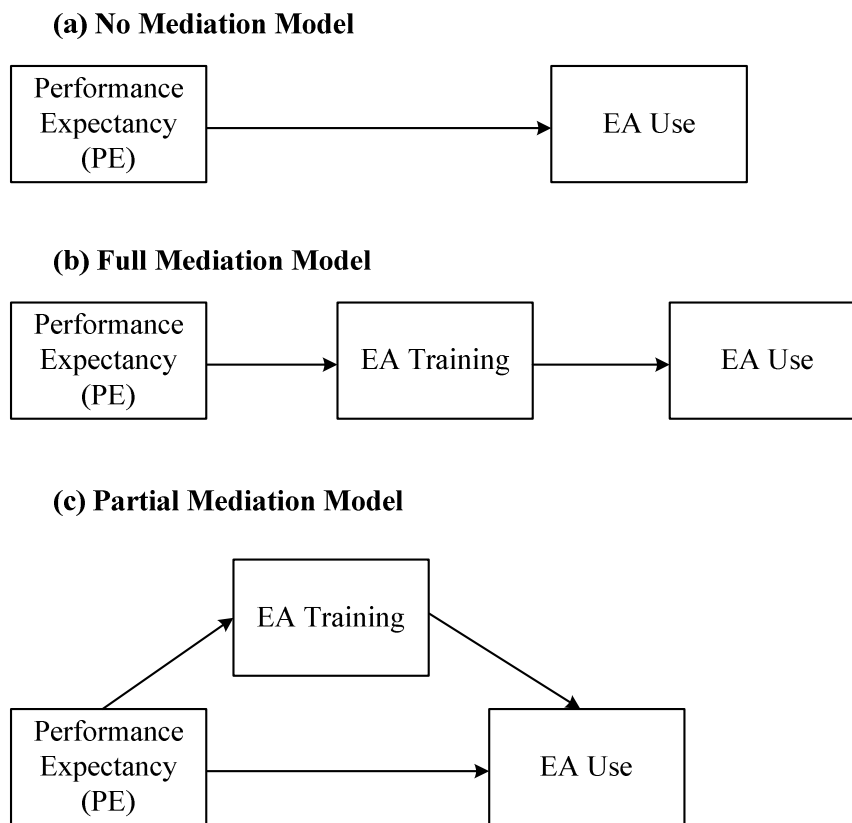 (a) No Mediation Model
Performance
Expectancy
(PE)
EA Use
(b) Full Mediation Model
Performance
Expectancy
(PE)
EA Training
EA Use
(c) Partial Mediation Model
EA Training
Performance
Expectancy
(PE)
EA Use